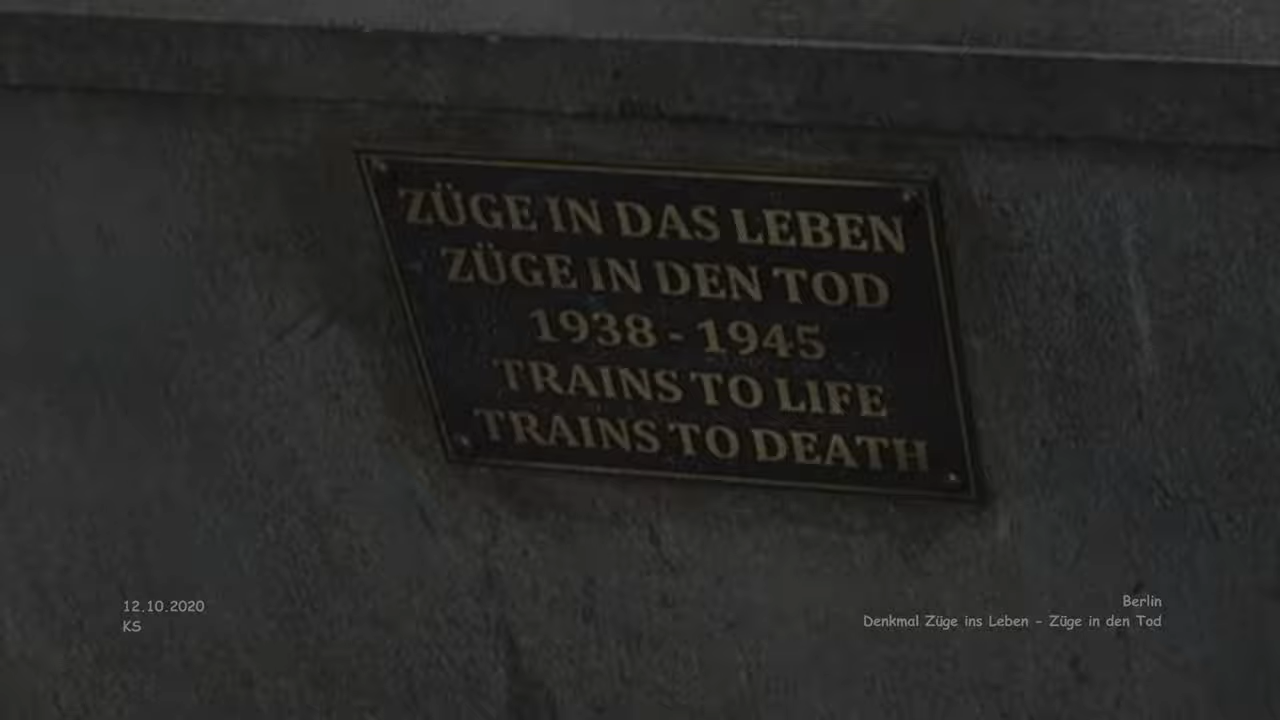 ZÜGE IN DAS LEBEN
ZÜGE IN DEN TOD
1938 - 1945
TRAINS TO LIFE
TRAINS TO DEATH
12.10.2020
KS
Berlin
Denkmal Züge ins Leben - Züge in den Tod